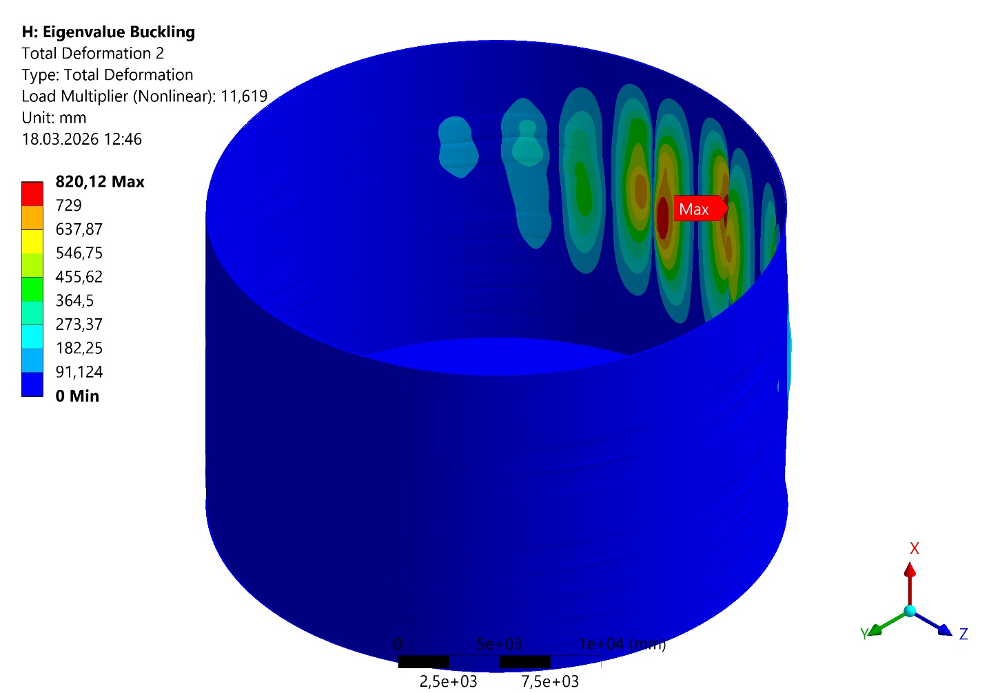 H: Eigenvalue Buckling
Total Deformation 2
Type: Total Deformation
Load Multiplier (Nonlinear): 11,619
Unit: mm
18.03.2026 12:46
820,12 Max
729
637,87
546,75
455,62
364,5
273,37
182,25
91,124
0 Min
Max
X
Y
Z
0 5e+03 1e+04 (mm)
2,5e+03 7,5e+03